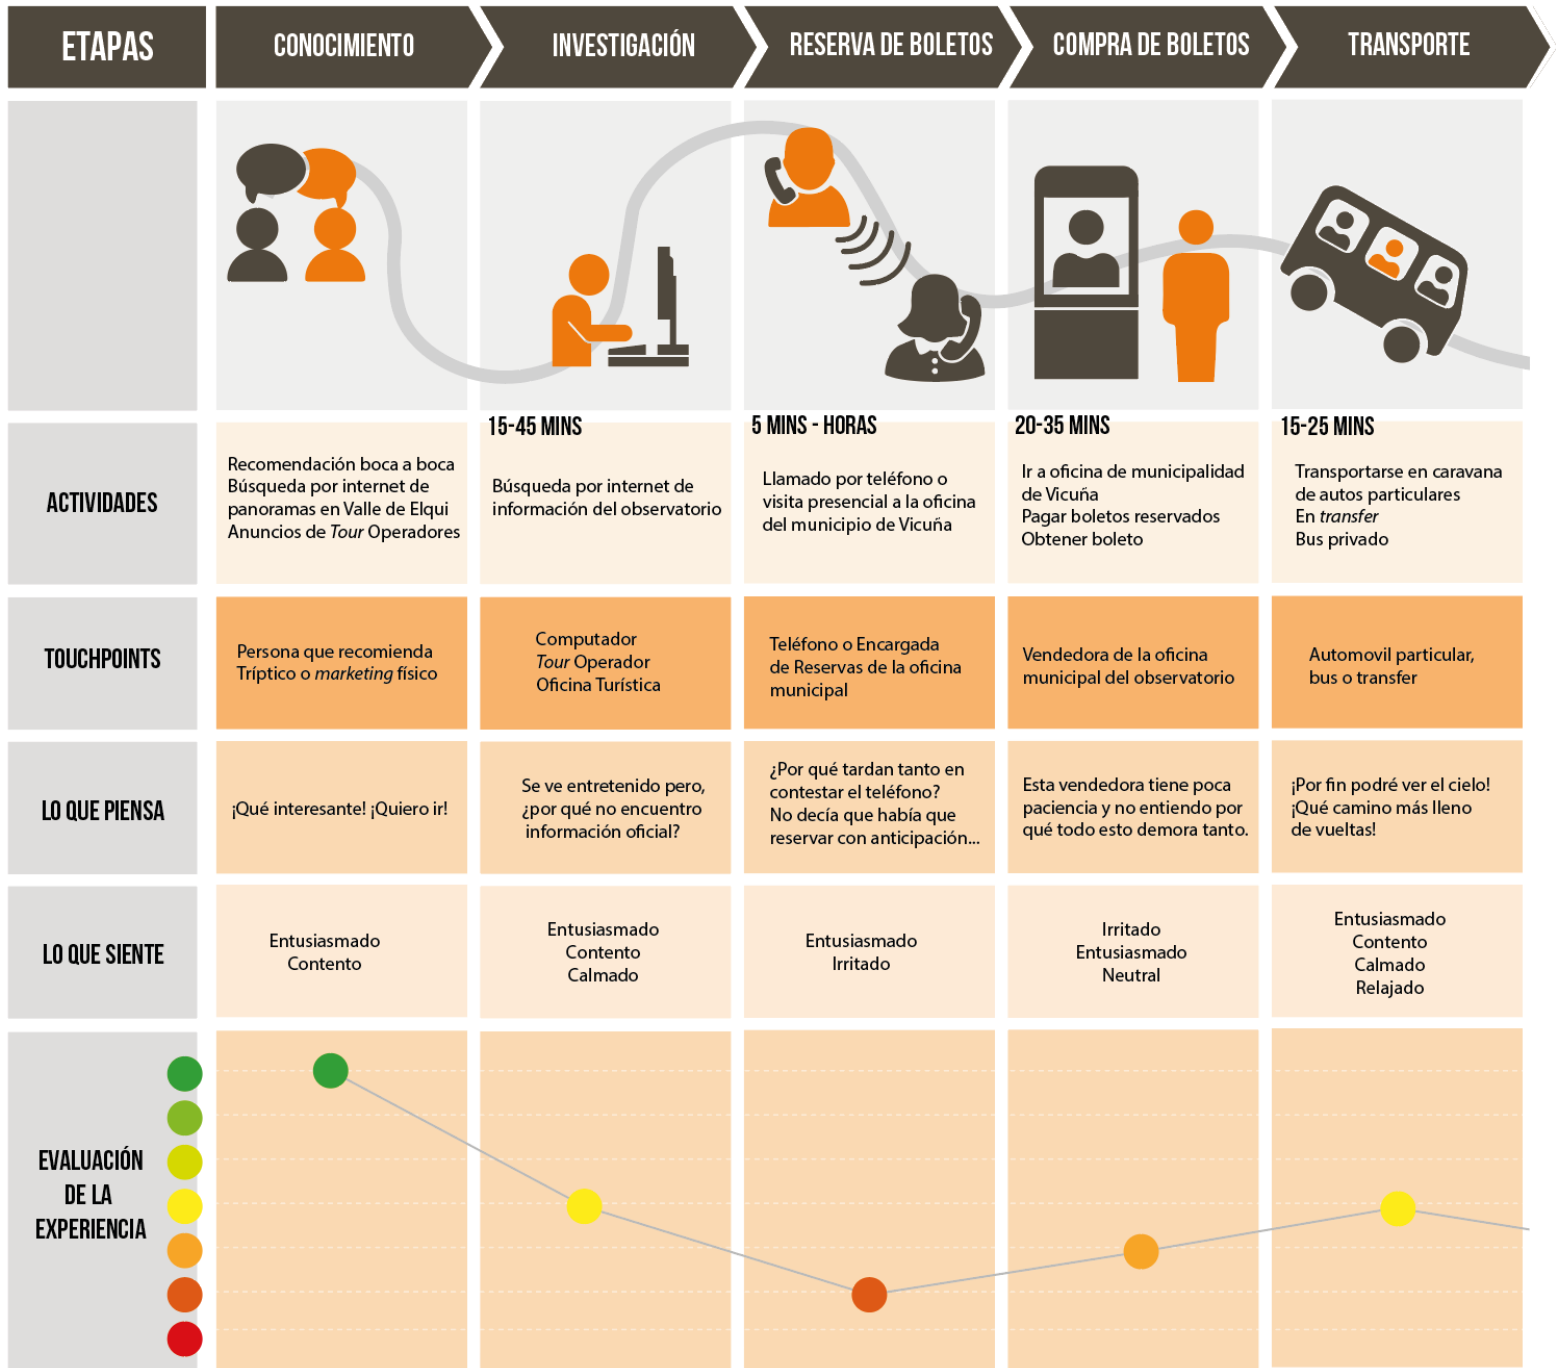 ETAPAS
CONOCIMIENTO
INVESTIGACIÓN
RESERVA DE BOLETOS
COMPRA DE BOLETOS
TRANSPORTE
15-45 MINS
5 MINS - HORAS
20-35 MINS
15-25 MINS
ACTIVIDADES
Recomendación boca a boca
Búsqueda por internet de
panoramas en Valle de Elqui
Anuncios de Tour Operadores
Búsqueda por internet de
información del observatorio
Llamado por teléfono o
visita presencial a la oficina
del municipio de Vicuña
Ir a oficina de municipalidad
de Vicuña
Pagar boletos reservados
Obtener boleto
Transportarse en caravana
de autos particulares
En transfer
Bus privado
TOUCHPOINTS
Persona que recomienda
Tríptico o marketing físico
Computador
Tour Operador
Oficina Turística
Teléfono o Encargada
de Reservas de la oficina
municipal
Vendedora de la oficina
municipal del observatorio
Automovil particular,
bus o transfer
LO QUE PIENSA
¡Qué interesante! ¡Quiero ir!
Se ve entretenido pero,
¿por qué no encuentro
información oficial?
¿Por qué tardan tanto en
contestar el teléfono?
No decía que había que
reservar con anticipación...
Esta vendedora tiene poca
paciencia y no entiendo por
qué todo esto demora tanto.
¡Por fin podré ver el cielo!
¡Qué camino más lleno
de vueltas!
LO QUE SIENTE
Entusiasmado
Contento
Entusiasmado
Contento
Calmado
Entusiasmado
Irritado
Irritado
Entusiasmado
Neutral
Entusiasmado
Contento
Calmado
Relajado
EVALUACIÓN
DE LA
EXPERIENCIA